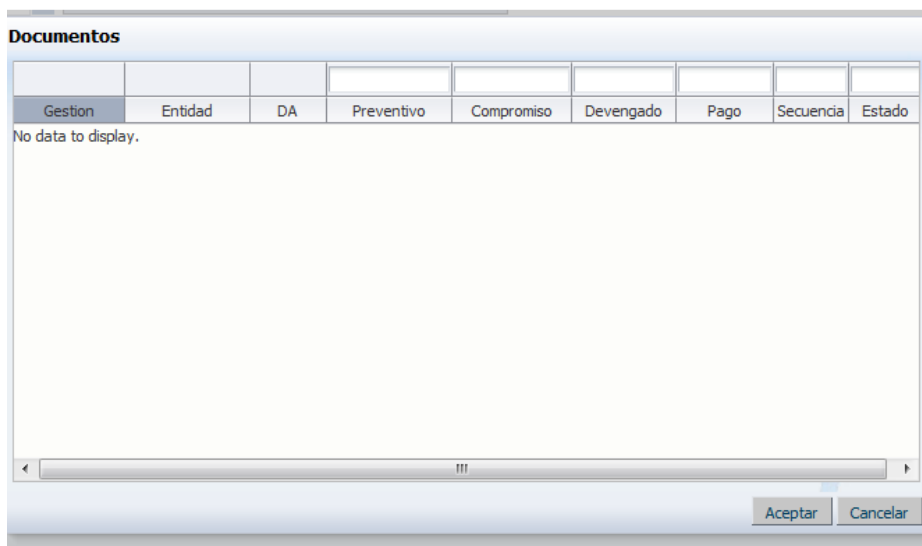 Documentos
Gestion Entidad DA Preventivo Compromiso Devengado Pago Secuencia Estado
No data to display.
Aceptar Cancelar